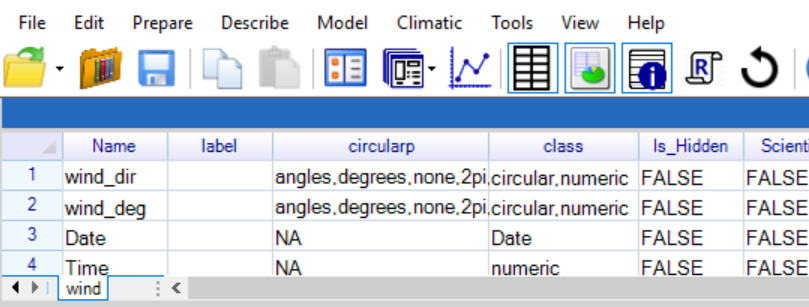 File Edit Prepare Describe Model Climatic Tools View Help
R
Name label circularp class Is_Hidden Scienti
1 wind_dir angles,degrees,none,2pi, circular,numeric FALSE FALSE
2 wind_deg angles,degrees,none,2pi, circular,numeric FALSE FALSE
3 Date NA Date FALSE FALSE
4 Time NA numeric FALSE FALSE
wind